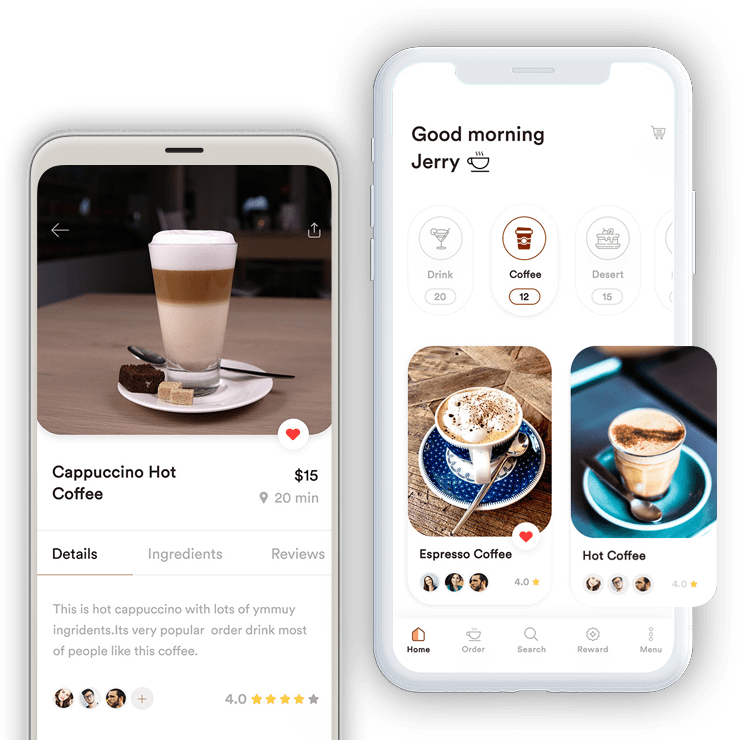 Good morning
Jerry
Drink
Coffee
Desert
20
12
15
Espresso Coffee
4.0
Hot Coffee
4.0
Home
Order
Search
Reward
Menu
Cappuccino Hot
Coffee
$15
20 min
Details
Ingredients
Reviews
This is hot cappuccino with lots of ymmuy
ingridents.Its very popular order drink most
of people like this coffee.
4.0